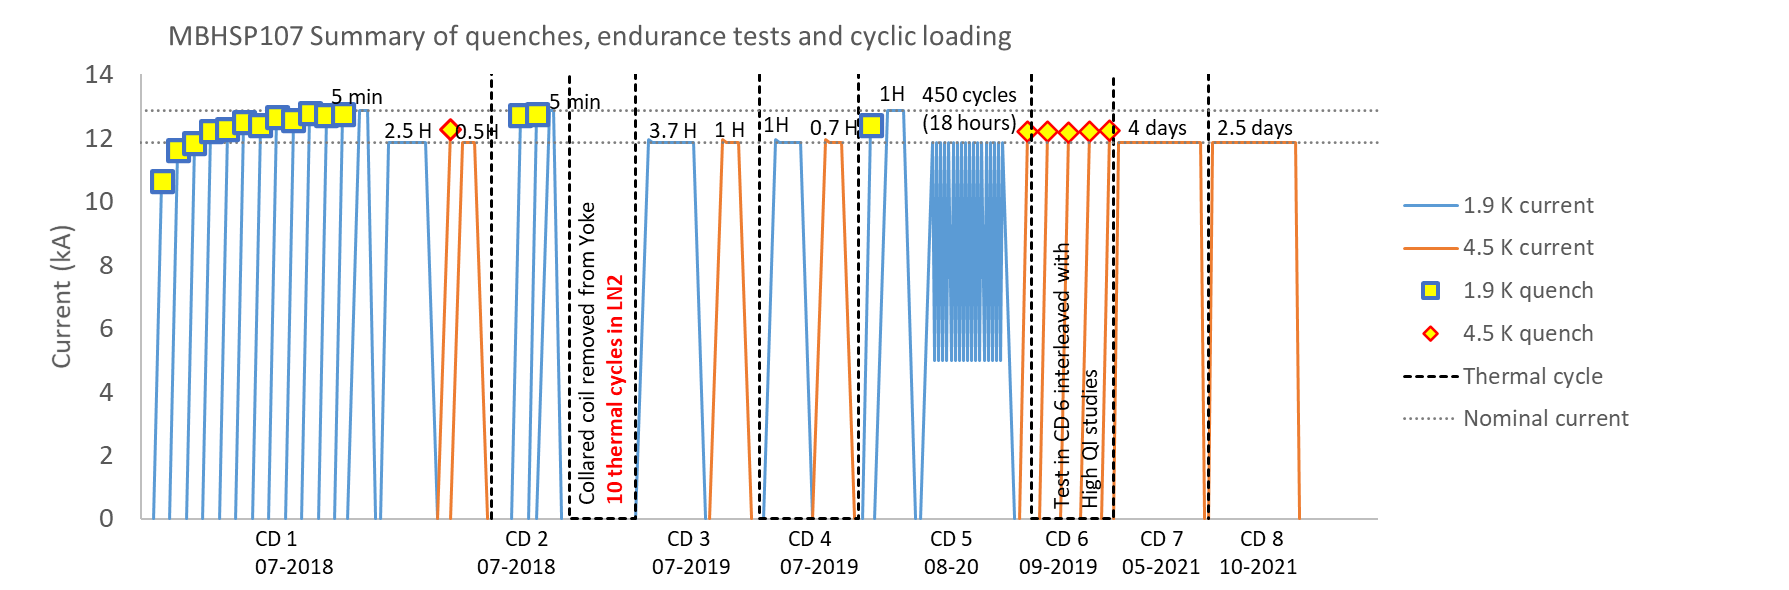 MBHSP107 Summary of quenches, endurance tests and cyclic loading
14
12
10
8
6
4
2
0
Current (kA)
5 min
2.5 H
0.5H
5 min
Collared coil removed from Yoke
10 thermal cycles in LN2
3.7 H
1 H
1H
0.7 H
1H
450 cycles
(18 hours)
Test in CD 6 interleaved with
High QI studies
4 days
2.5 days
CD 1
07-2018
CD 2
07-2018
CD 3
07-2019
CD 4
07-2019
CD 5
08-20
CD 6
09-2019
CD 7
05-2021
CD 8
10-2021
1.9 K current
4.5 K current
1.9 K quench
4.5 K quench
Thermal cycle
Nominal current